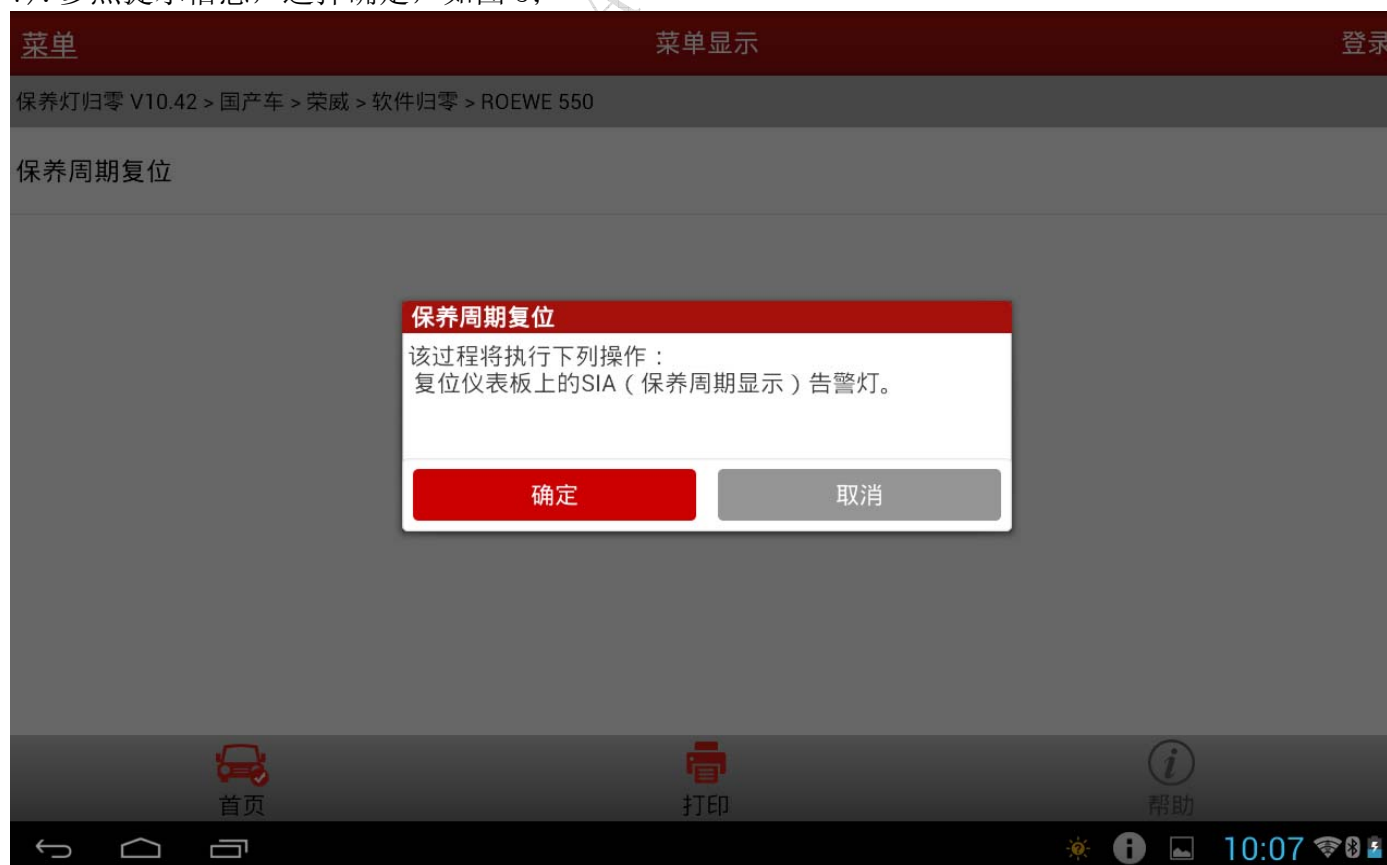 菜单
菜单显示
登录
保养灯归零 V10.42 > 国产车 > 荣威 > 软件归零 > ROEWE 550
保养周期复位
保养周期复位
该过程将执行下列操作：
复位仪表板上的SIA（保养周期显示）告警灯。
确定
取消
首页
打印
帮助
10:07